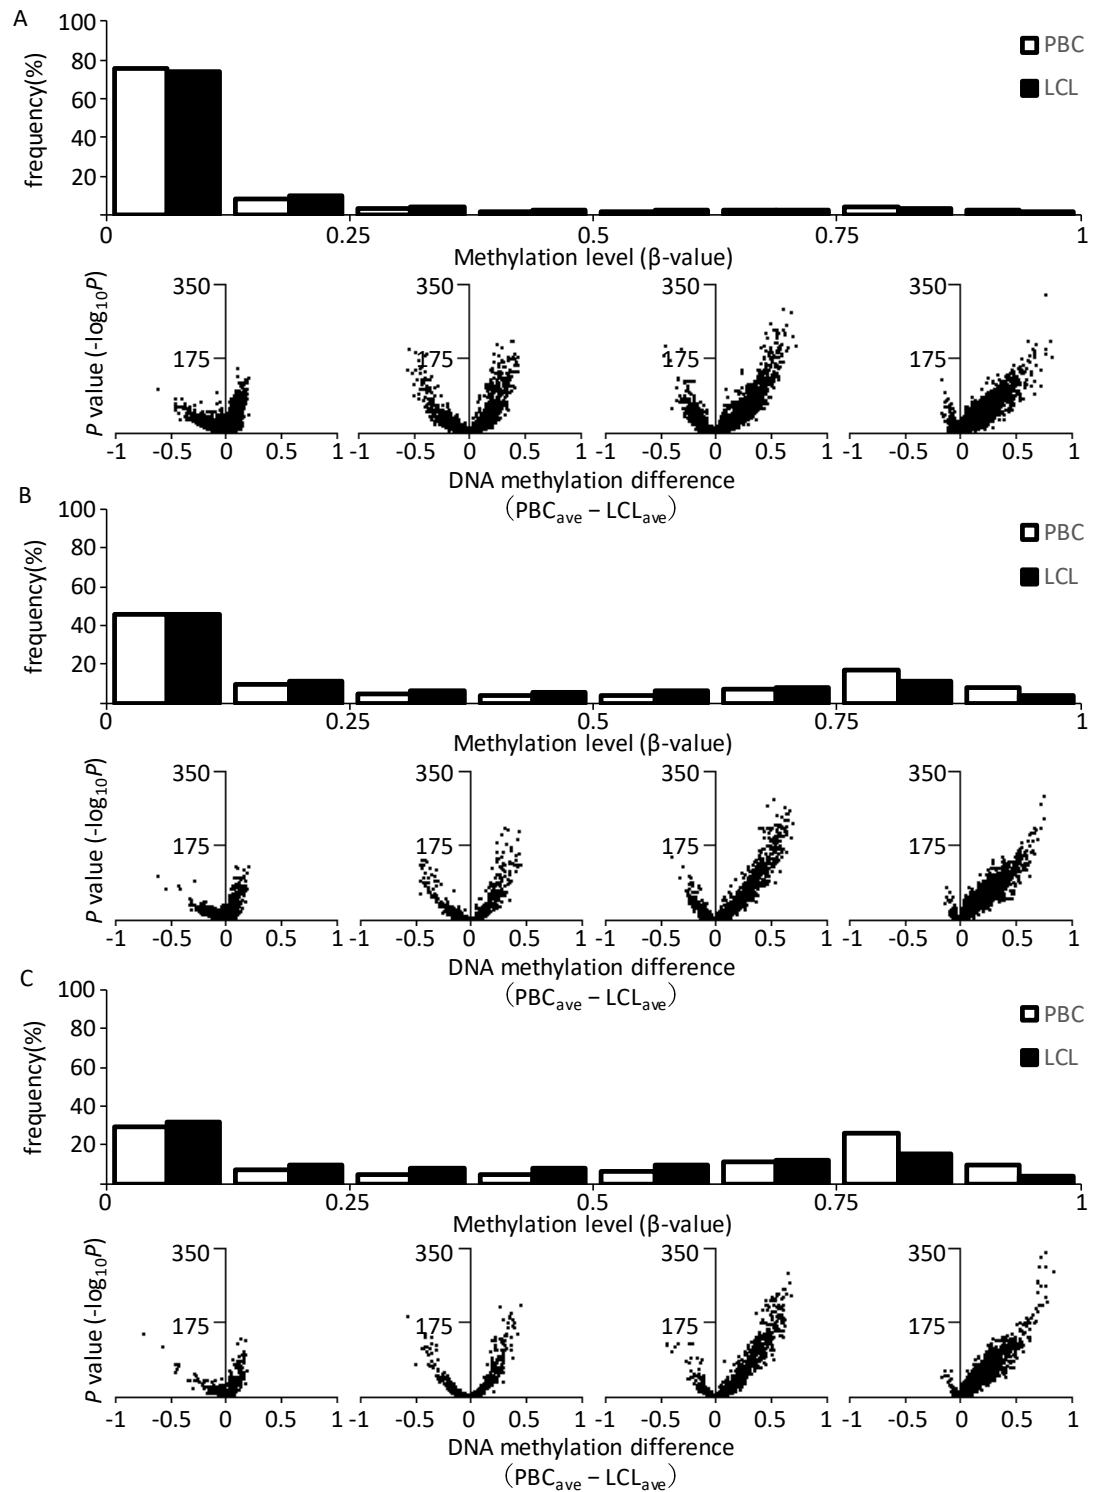 A
100
80
60
40
20
frequency(%)
PBC
LCL
0 0.25 0.5 0.75 1
Methylation level (β-value)
P value (-log10P)
350 350 350 350
175 175 175 175
-1 -0.5 0 0.5 1 -1 -0.5 0 0.5 1 -1 -0.5 0 0.5 1 -1 -0.5 0 0.5 1
DNA methylation difference
(PBCave – LCLave)
B
100
80
60
40
20
frequency(%)
PBC
LCL
0 0.25 0.5 0.75 1
Methylation level (β-value)
P value (-log10P)
350 350 350 350
175 175 175 175
-1 -0.5 0 0.5 1 -1 -0.5 0 0.5 1 -1 -0.5 0 0.5 1 -1 -0.5 0 0.5 1
DNA methylation difference
(PBCave – LCLave)
C
100
80
60
40
20
frequency(%)
PBC
LCL
0 0.25 0.5 0.75 1
Methylation level (β-value)
P value (-log10P)
350 350 350 350
175 175 175 175
-1 -0.5 0 0.5 1 -1 -0.5 0 0.5 1 -1 -0.5 0 0.5 1 -1 -0.5 0 0.5 1
DNA methylation difference
(PBCave – LCLave)